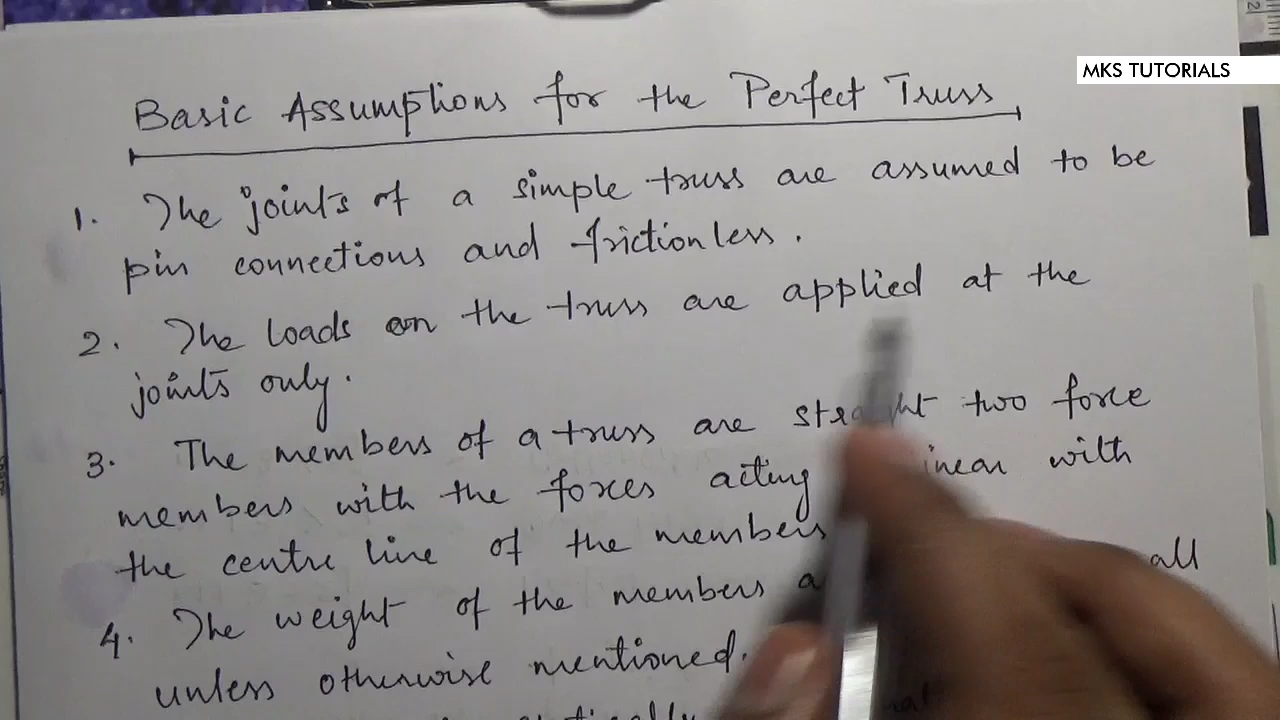 MKS TUTORIALS
Basic Assumptions for the Perfect Truss
1. The joints of a simple truss are assumed to be
pin connections and frictionless.
2. The loads on the truss are applied at the
joints only.
3. The members of a truss are straight two force
members with the forces acting with
the centre line of the members
4. The weight of the members all
unless otherwise mentioned.